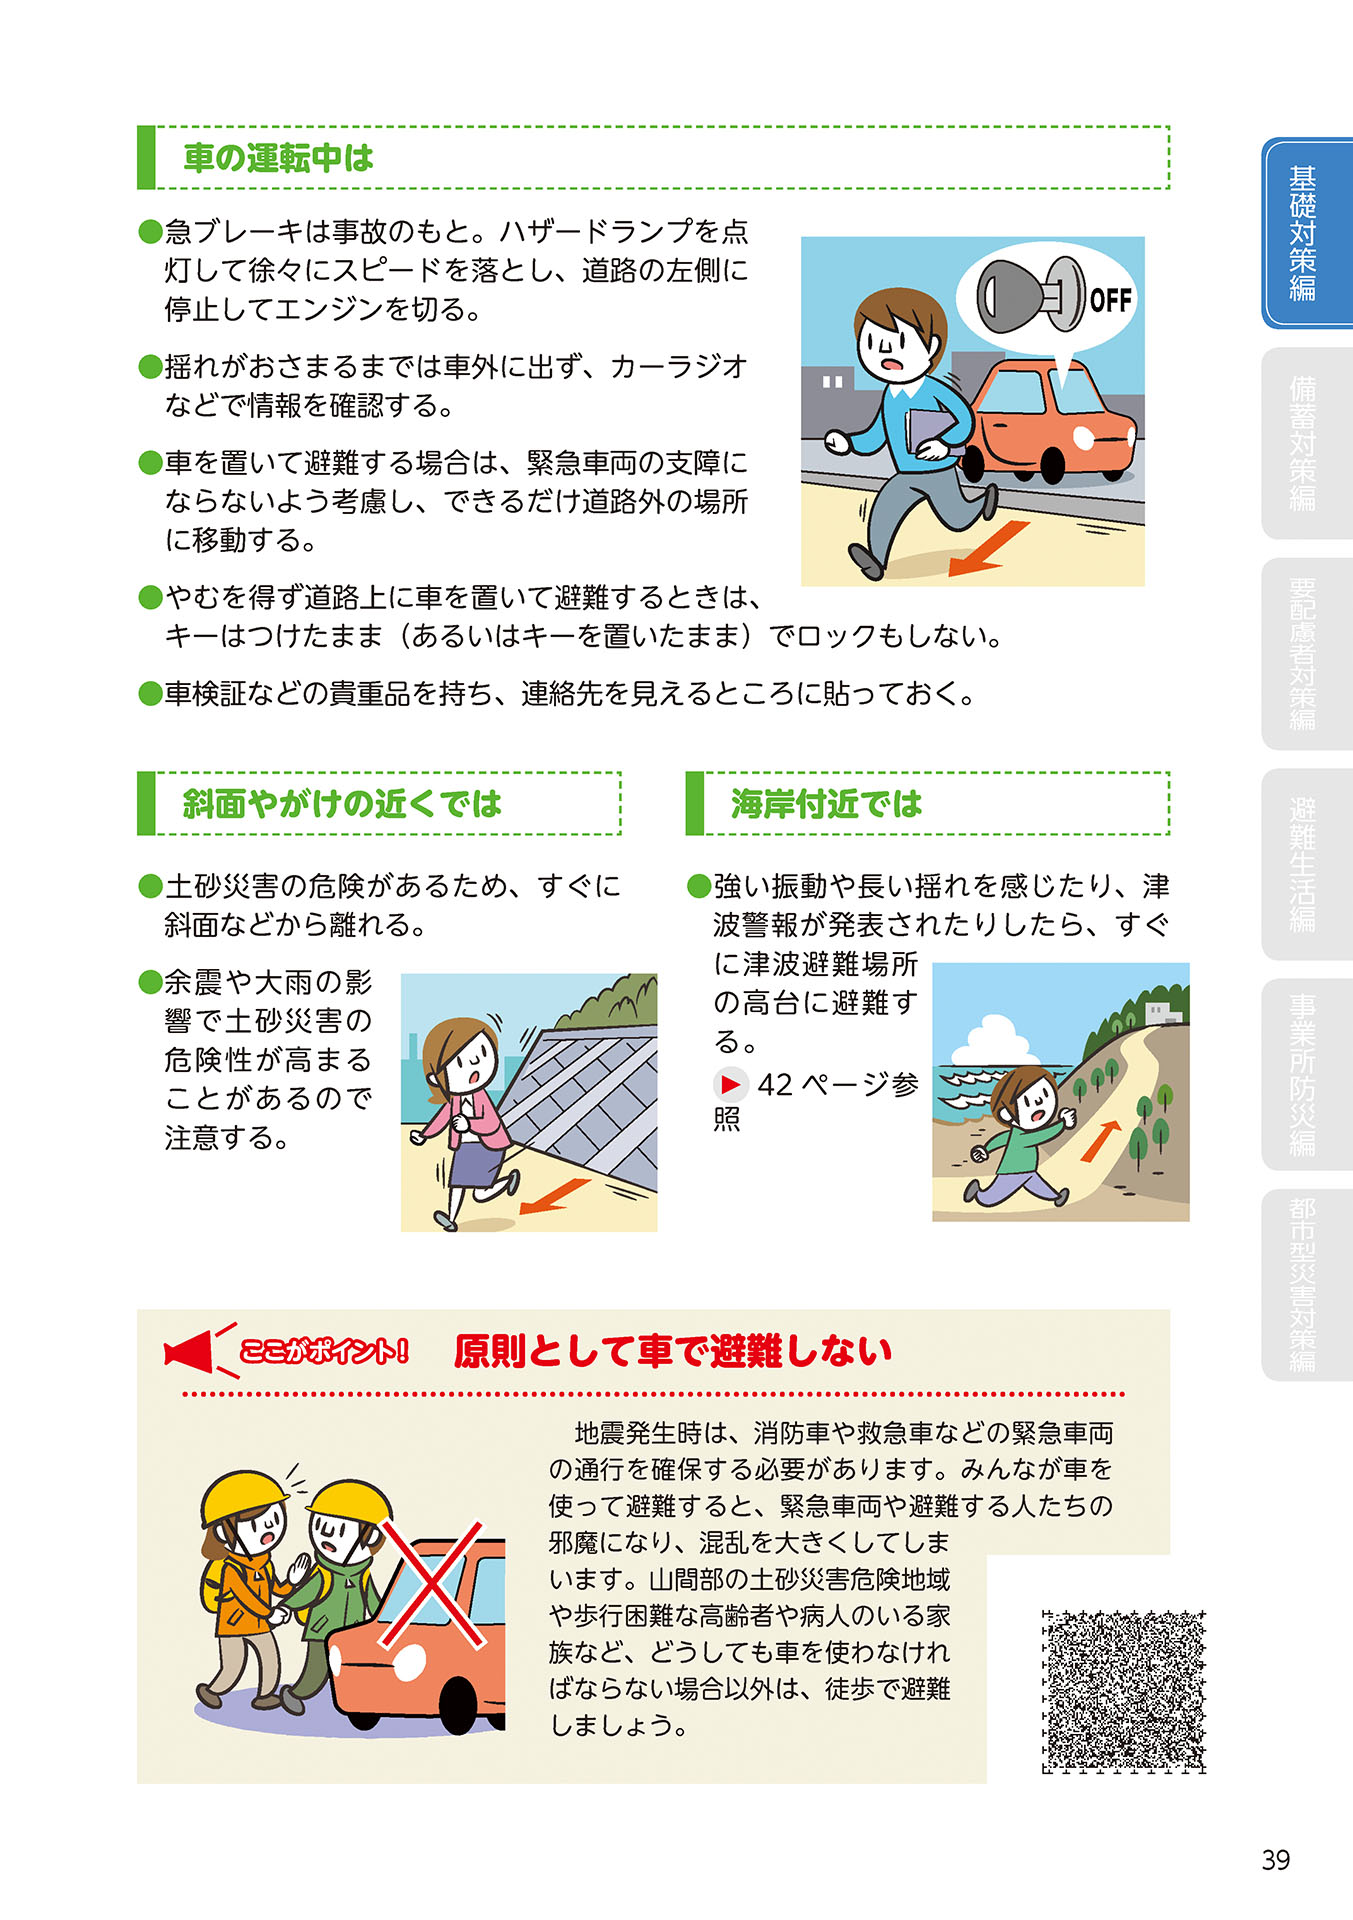 車の運転中は
●急ブレーキは事故のもと。ハザードランプを点
灯して徐々にスピードを落とし、道路の左側に
停止してエンジンを切る。
●揺れがおさまるまでは車外に出ず、カーラジオ
などで情報を確認する。
●車を置いて避難する場合は、緊急車両の支障に
ならないよう考慮し、できるだけ道路外の場所
に移動する。
●やむを得ず道路上に車を置いて避難するときは、
キーはつけたまま（あるいはキーを置いたまま）でロックもしない。
●車検証などの貴重品を持ち、連絡先を見えるところに貼っておく。
OFF
斜面やがけの近くでは
●土砂災害の危険があるため、すぐに
斜面などから離れる。
●余震や大雨の影
響で土砂災害の
危険性が高まる
ことがあるので
注意する。
海岸付近では
●強い振動や長い揺れを感じたり、津
波警報が発表されたりしたら、すぐ
に津波避難場所
の高台に避難す
る。
▶ 42 ページ参
照
ここがポイント！ 原則として車で避難しない
地震発生時は、消防車や救急車などの緊急車両
の通行を確保する必要があります。みんなが車を
使って避難すると、緊急車両や避難する人たちの
邪魔になり、混乱を大きくしてしま
います。山間部の土砂災害危険地域
や歩行困難な高齢者や病人のいる家
族など、どうしても車を使わなけれ
ばならない場合以外は、徒歩で避難
しましょう。
基礎対策編
備蓄対策編
要配慮者対策編
避難生活編
事業所防災編
都市型災害対策編
39